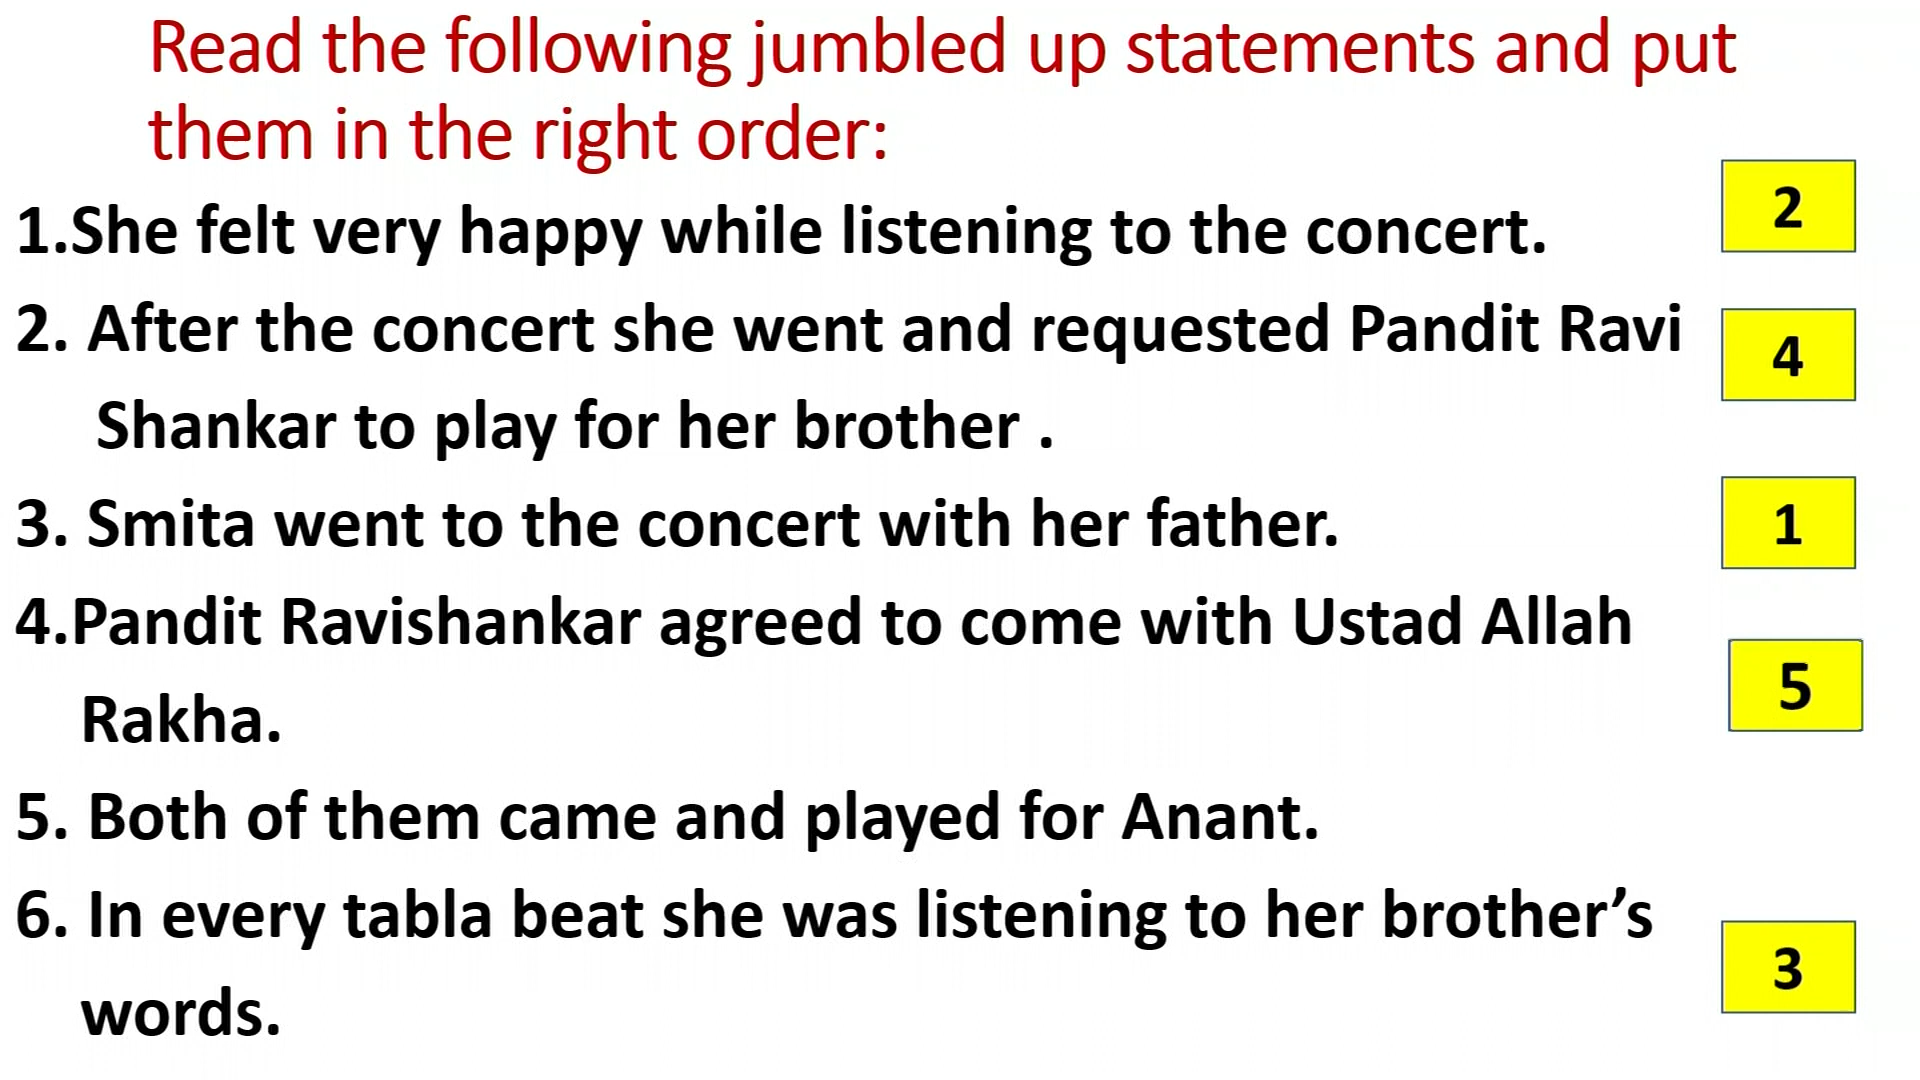 Read the following jumbled up statements and put
them in the right order:
1.She felt very happy while listening to the concert.
2
2. After the concert she went and requested Pandit Ravi
Shankar to play for her brother .
4
3. Smita went to the concert with her father.
1
4.Pandit Ravishankar agreed to come with Ustad Allah
Rakha.
5
5. Both of them came and played for Anant.
6. In every tabla beat she was listening to her brother’s
words.
3